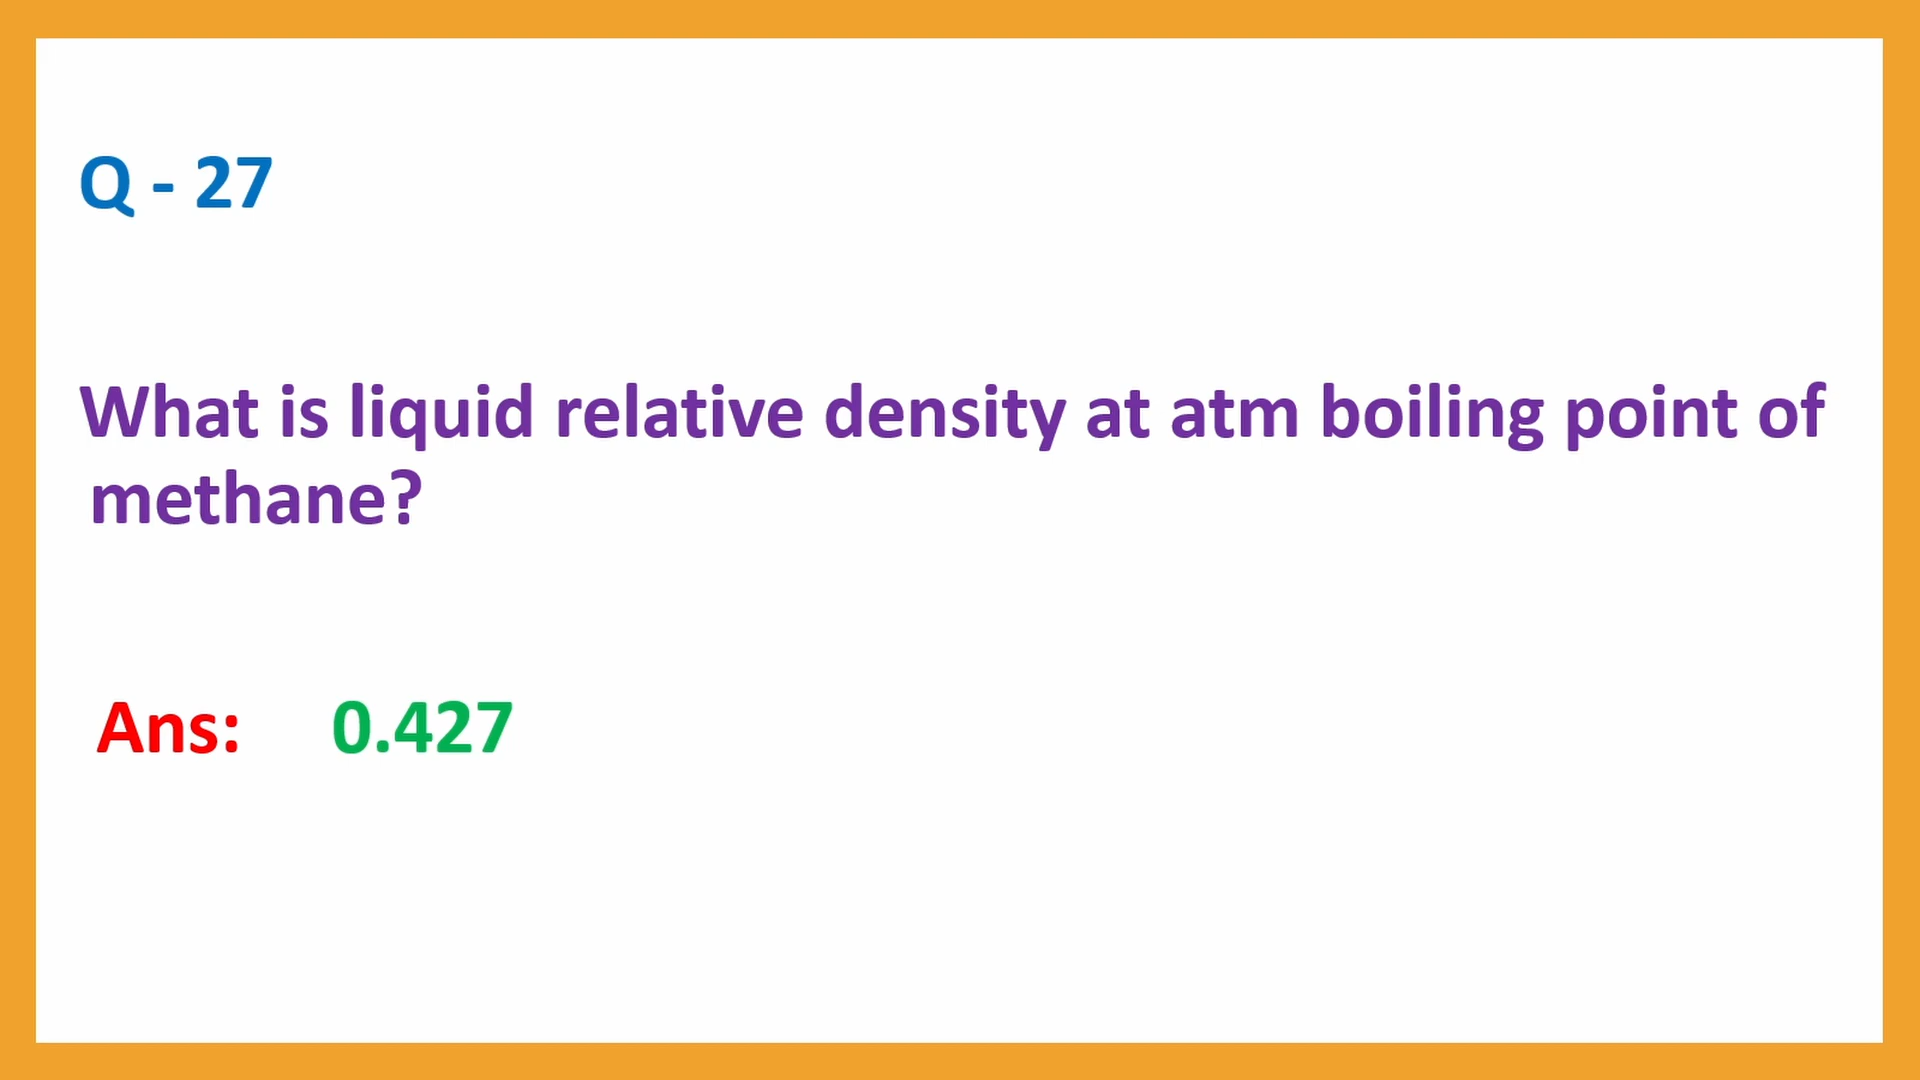 Q - 27
What is liquid relative density at atm boiling point of
methane?
Ans: 0.427